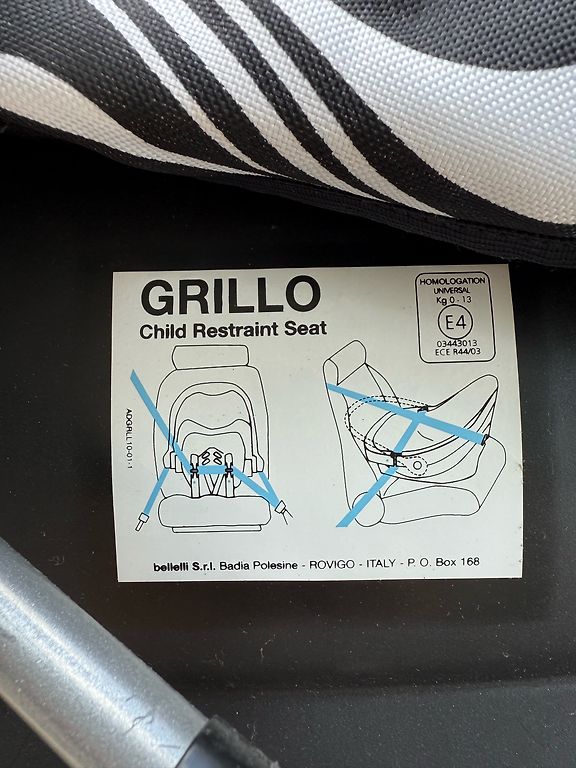 GRILLO
Child Restraint Seat
HOMOLOGATION
UNIVERSAL
Kg 0 - 13
E4
03443013
ECE R44/03
ADGRLL10-01-1
bellelli S.r.l. Badia Polesine - ROVIGO - ITALY - P. O. Box 168